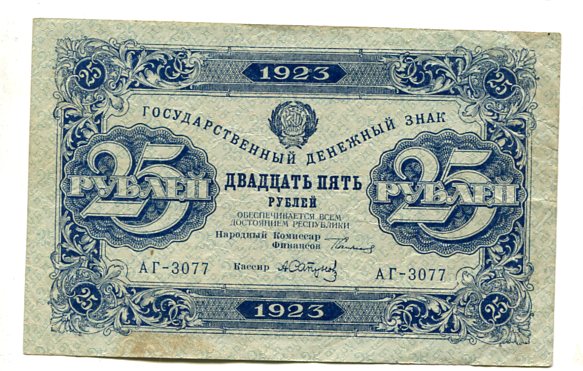 25 1923 25
ГОСУДАРСТВЕННЫЙ ДЕНЕЖНЫЙ ЗНАК
25 РУБЛЕЙ
ДВАДЦАТЬ ПЯТЬ
РУБЛЕЙ
ОБЕСПЕЧИВАЕТСЯ ВСЕМ
ДОСТОЯНИЕМ РЕСПУБЛИКИ
25 РУБЛЕЙ
Народный Комиссар
Финансов
АГ-3077 Кассир АСапунов АГ-3077
25 1923 25